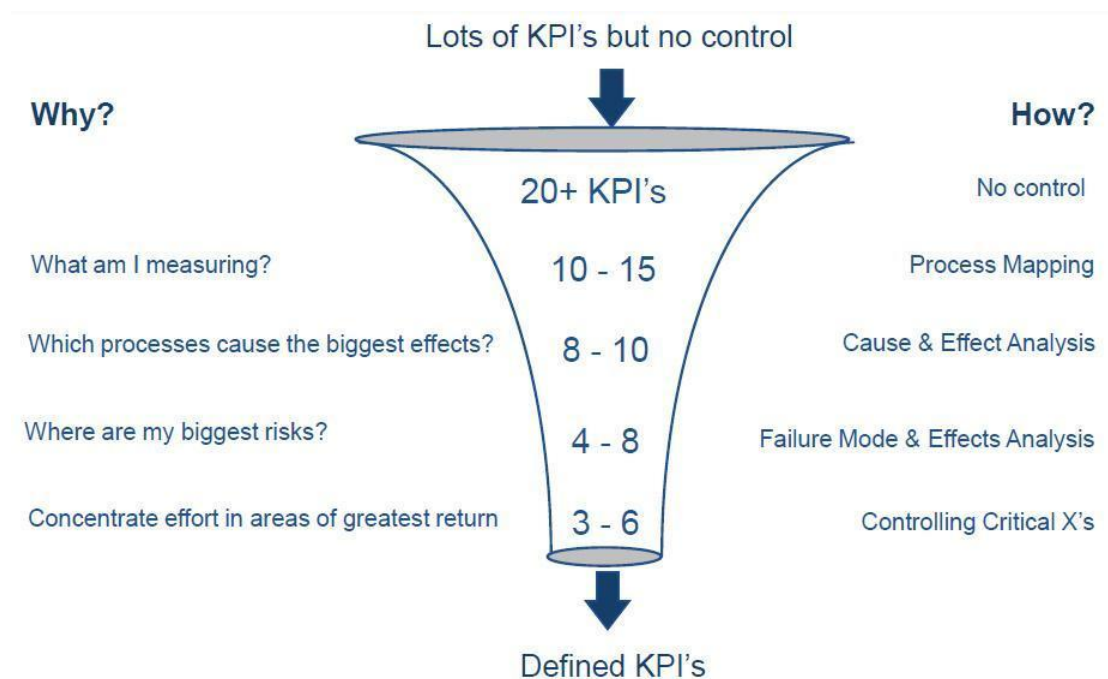 Lots of KPI's but no control
Why?
How?
20+ KPI's
No control
What am I measuring?
10 - 15
Process Mapping
Which processes cause the biggest effects?
8 - 10
Cause & Effect Analysis
Where are my biggest risks?
4 - 8
Failure Mode & Effects Analysis
Concentrate effort in areas of greatest return
3 - 6
Controlling Critical X's
Defined KPI's